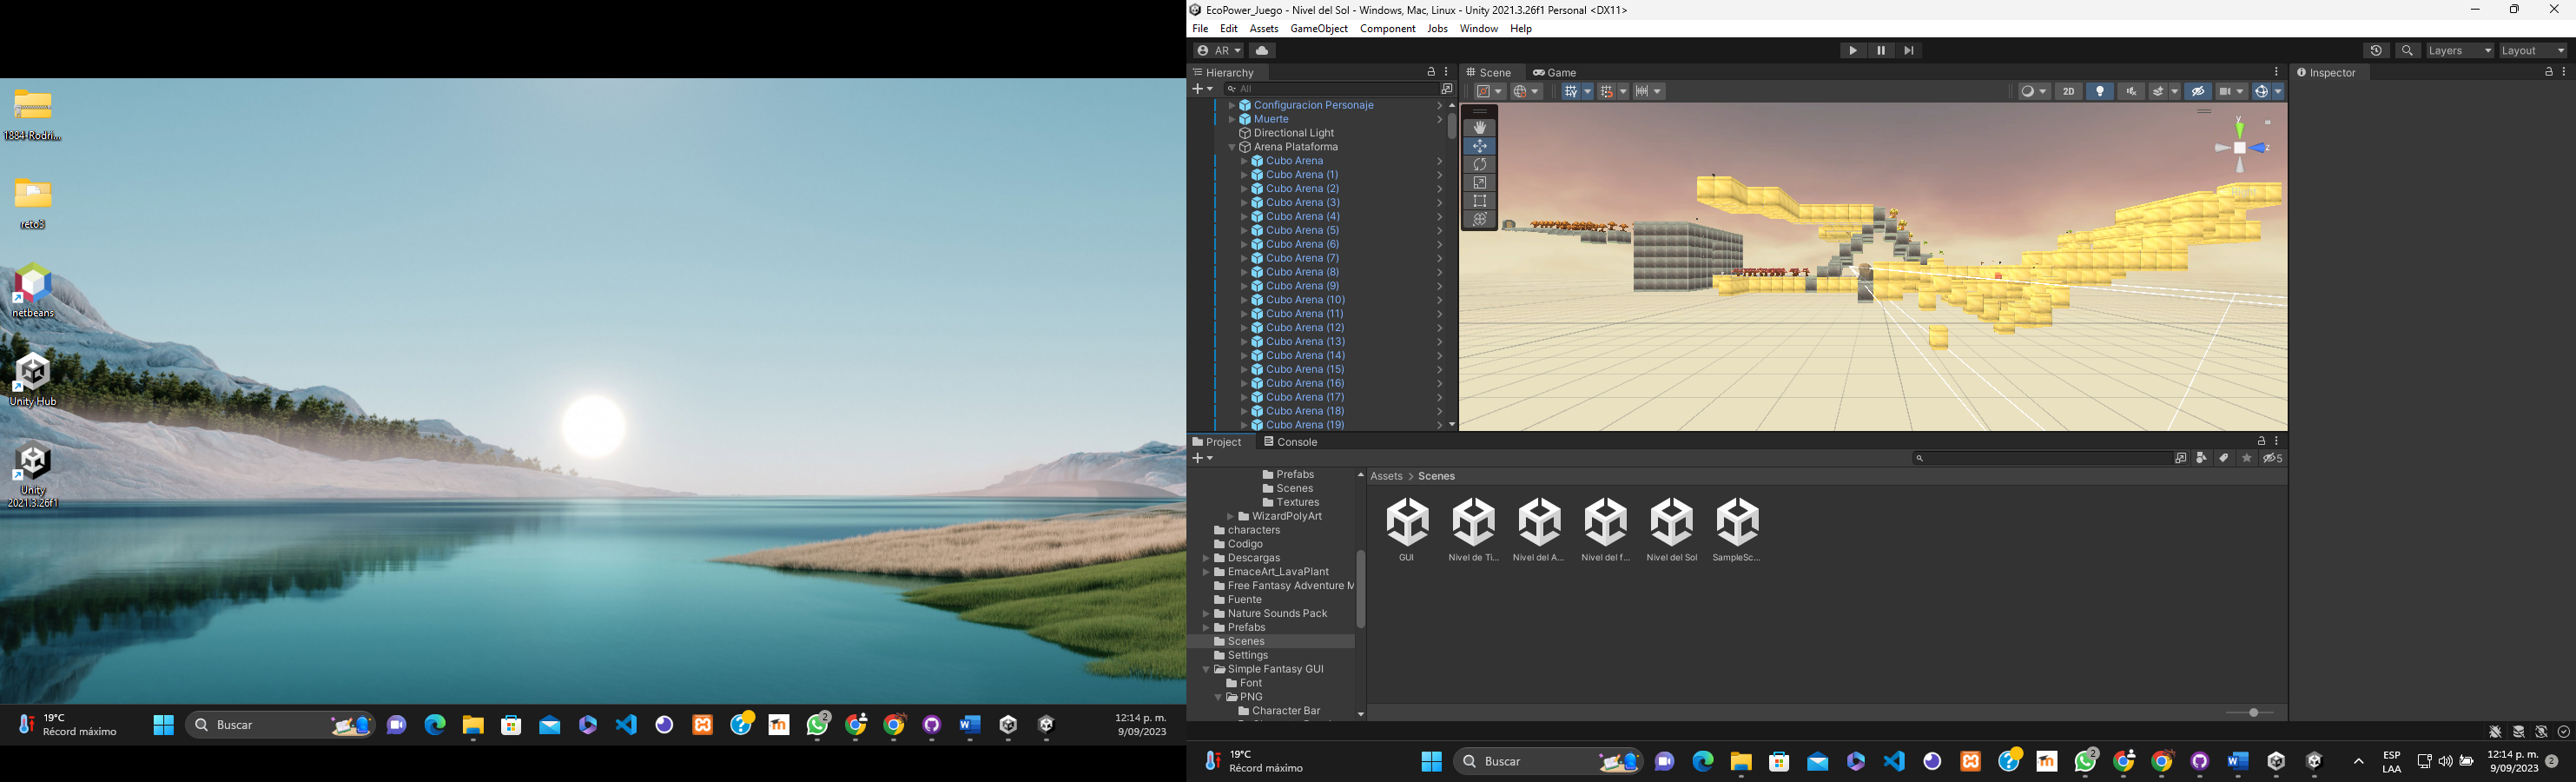 1884-Rodri...
reto3
netbeans
Unity Hub
Unity
2021.3.26f1
19°C
Récord máximo
Buscar
2
12:14 p. m.
9/09/2023
EcoPower_Juego - Nivel del Sol - Windows, Mac, Linux - Unity 2021.3.26f1 Personal <DX11>
File Edit Assets GameObject Component Jobs Window Help
AR
Layers
Layout
Hierarchy
All
Configuracion Personaje
Muerte
Directional Light
Arena Plataforma
Cubo Arena
Cubo Arena (1)
Cubo Arena (2)
Cubo Arena (3)
Cubo Arena (4)
Cubo Arena (5)
Cubo Arena (6)
Cubo Arena (7)
Cubo Arena (8)
Cubo Arena (9)
Cubo Arena (10)
Cubo Arena (11)
Cubo Arena (12)
Cubo Arena (13)
Cubo Arena (14)
Cubo Arena (15)
Cubo Arena (16)
Cubo Arena (17)
Cubo Arena (18)
Cubo Arena (19)
Scene
Game
2D
y
z
Inspector
Project
Console
5
Prefabs
Scenes
Textures
WizardPolyArt
characters
Codigo
Descargas
EmaceArt_LavaPlant
Free Fantasy Adventure M
Fuente
Nature Sounds Pack
Prefabs
Scenes
Settings
Simple Fantasy GUI
Font
PNG
Character Bar
Assets > Scenes
GUI
Nivel de Ti...
Nivel del A...
Nivel del f...
Nivel del Sol
SampleSc...
19°C
Récord máximo
Buscar
2
ESP
LAA
12:14 p. m.
9/09/2023
2